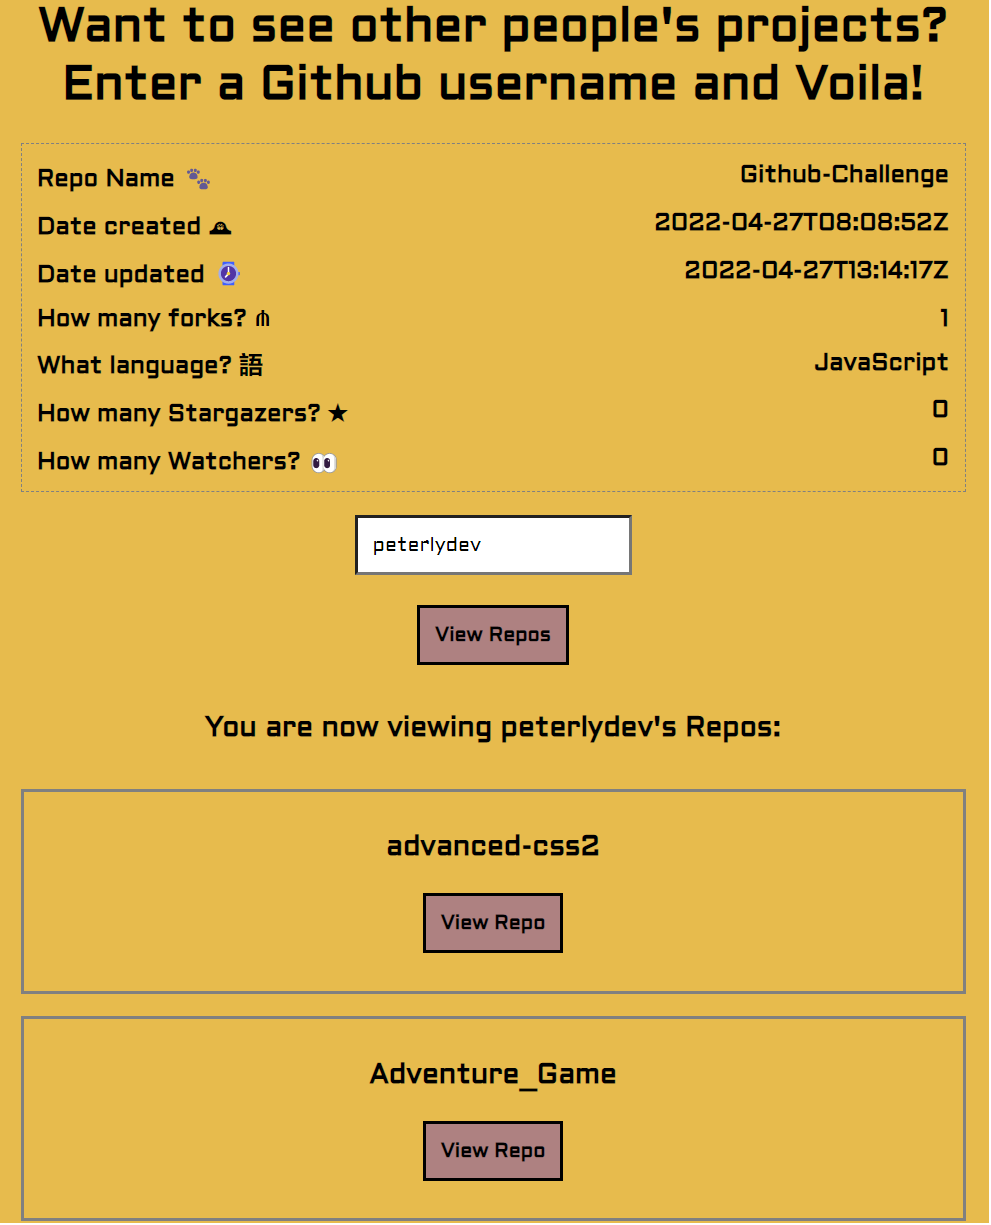 Want to see other people's projects?
Enter a Github username and Voila!
Repo Name 🐾 Github-Challenge
Date created 🕰 2022-04-27T08:08:52Z
Date updated ⌚ 2022-04-27T13:14:17Z
How many forks? ⋔ 1
What language? 語 JavaScript
How many Stargazers? ★ 0
How many Watchers? 👀 0
peterlydev
View Repos
You are now viewing peterlydev's Repos:
advanced-css2
View Repo
Adventure_Game
View Repo